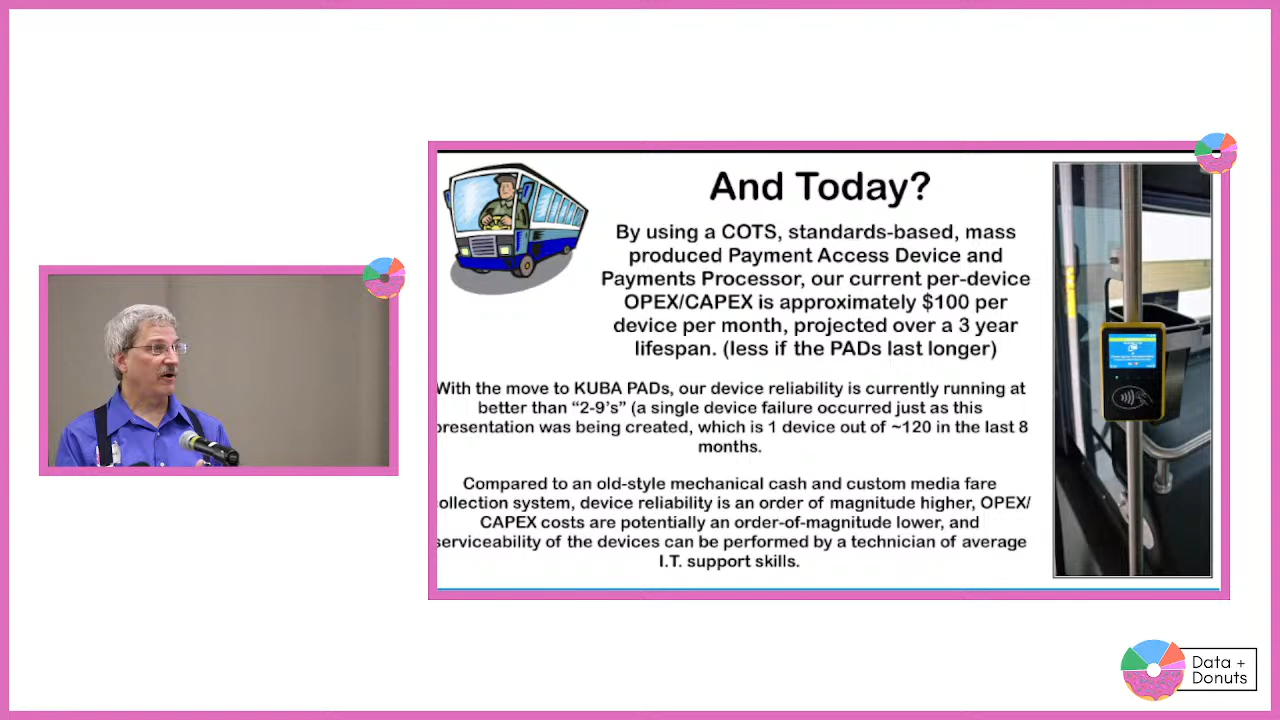 And Today?
By using a COTS, standards-based, mass
produced Payment Access Device and
Payments Processor, our current per-device
OPEX/CAPEX is approximately $100 per
device per month, projected over a 3 year
lifespan. (less if the PADs last longer)
With the move to KUBA PADs, our device reliability is currently running at
better than “2-9’s” (a single device failure occurred just as this
presentation was being created, which is 1 device out of ~120 in the last 8
months.
Compared to an old-style mechanical cash and custom media fare
collection system, device reliability is an order of magnitude higher, OPEX/
CAPEX costs are potentially an order-of-magnitude lower, and
serviceability of the devices can be performed by a technician of average
I.T. support skills.
Data +
Donuts